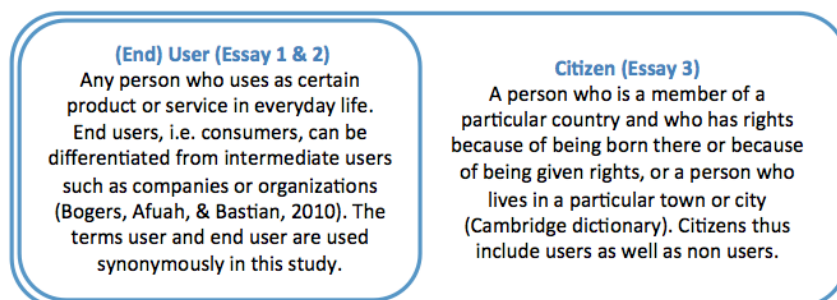 (End) User (Essay 1 & 2)
Any person who uses as certain
product or service in everyday life.
End users, i.e. consumers, can be
differentiated from intermediate users
such as companies or organizations
(Bogers, Afuah, & Bastian, 2010). The
terms user and end user are used
synonymously in this study.
Citizen (Essay 3)
A person who is a member of a
particular country and who has rights
because of being born there or because
of being given rights, or a person who
lives in a particular town or city
(Cambridge dictionary). Citizens thus
include users as well as non users.